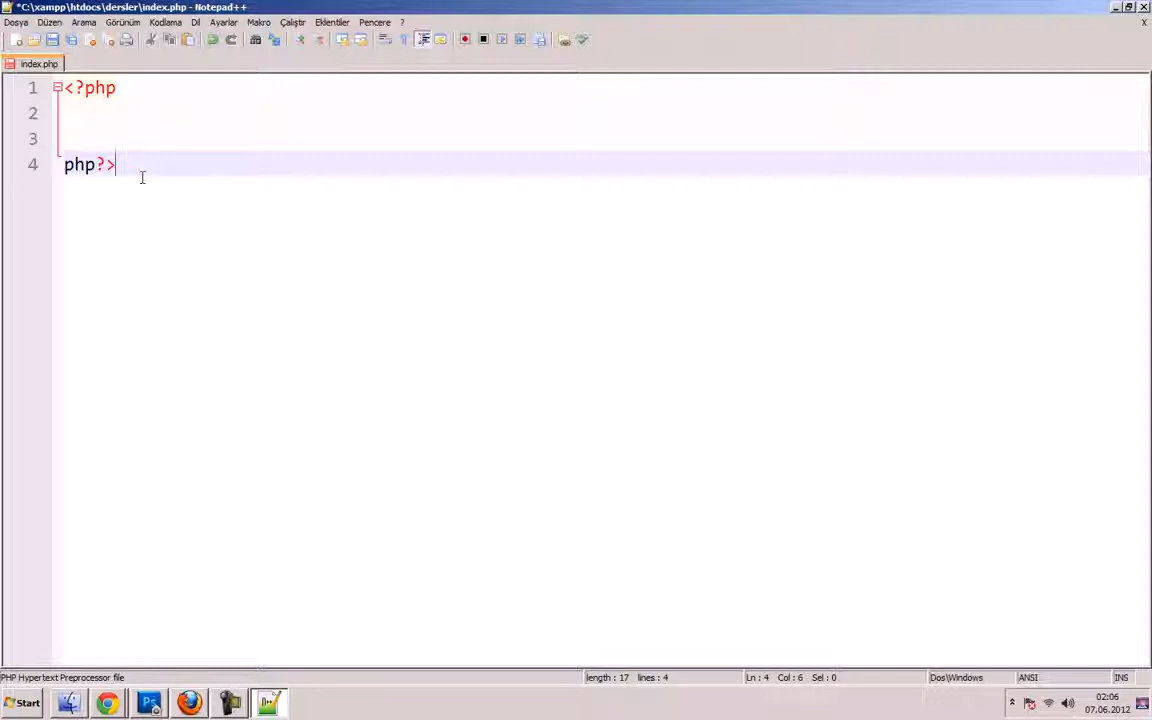 *C:\xampp\htdocs\dersler\index.php - Notepad++
Dosya Düzen Arama Görünüm Kodlama Dil Ayarlar Makro Çalıştır Eklentiler Pencere ? X
index.php
1 <?php
2
3
4 php?>
PHP Hypertext Preprocessor file length : 17 lines : 4 Ln : 4 Col : 6 Sel : 0 Dos\Windows ANSI INS
Start 02:06
07.06.2012